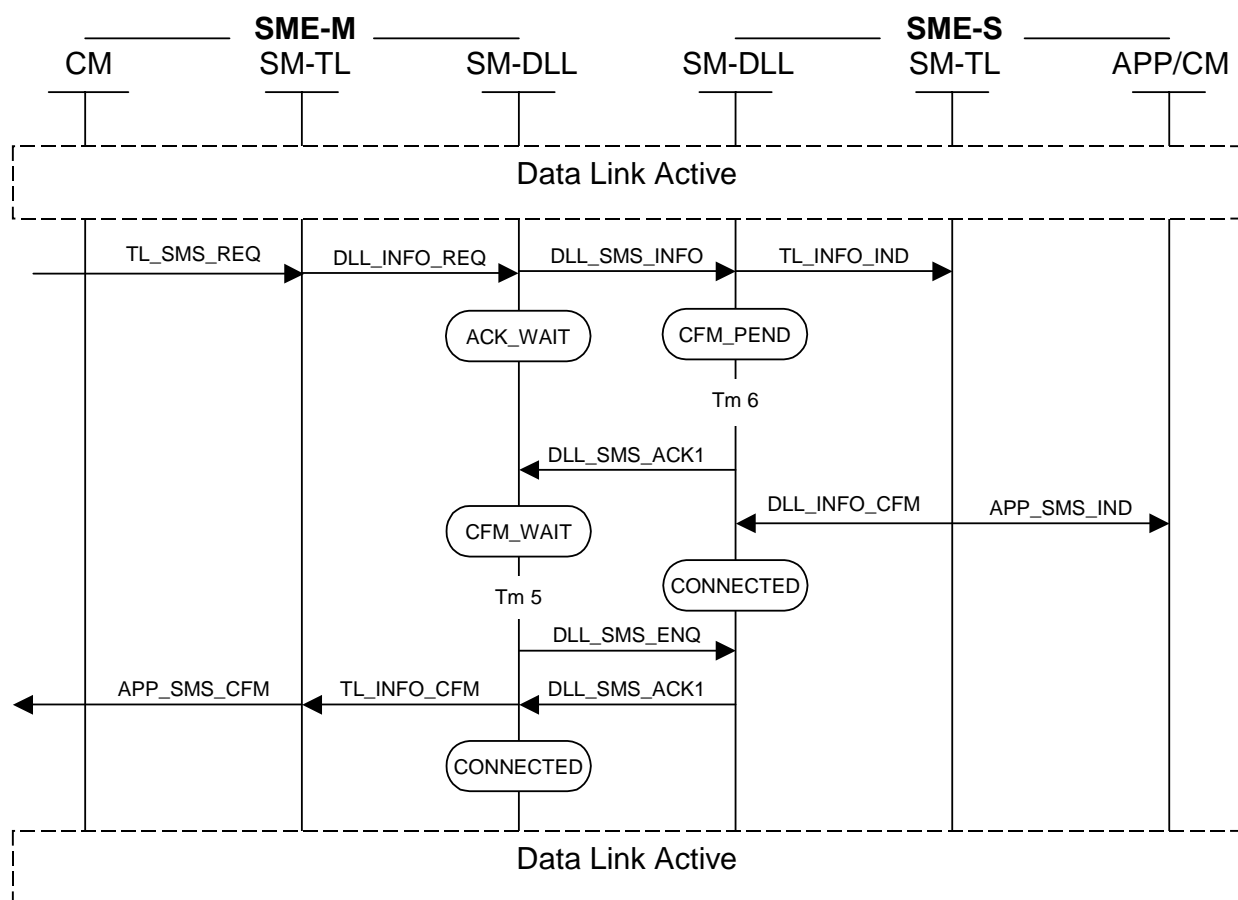 SME-M SME-S
CM SM-TL SM-DLL SM-DLL SM-TL APP/CM
Data Link Active
TL_SMS_REQ DLL_INFO_REQ DLL_SMS_INFO TL_INFO_IND
ACK_WAIT CFM_PEND
Tm 6
DLL_SMS_ACK1
DLL_INFO_CFM APP_SMS_IND
CFM_WAIT
CONNECTED
Tm 5
DLL_SMS_ENQ
APP_SMS_CFM TL_INFO_CFM DLL_SMS_ACK1
CONNECTED
Data Link Active